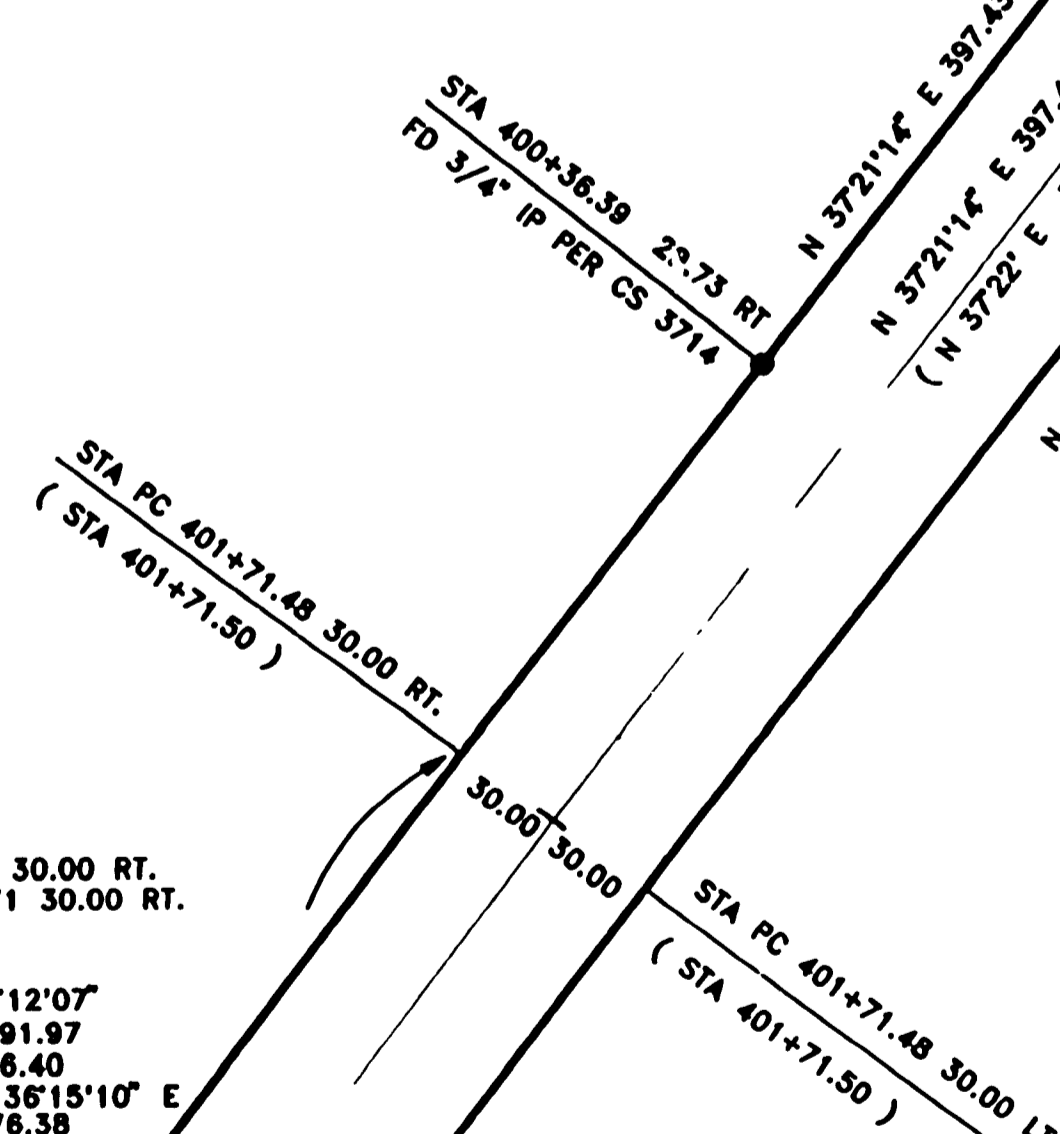 STA 400+36.39 RT
FD 3/4" IP PER CS 3714
N 37°21'14" E
N 37°21'14" E
( N 37°22' E
N
STA PC 401+71.48 30.00 RT.
( STA 401+71.50 )
30.00
30.00
30.00 RT.
30.00 RT.
STA PC 401+71.48 30.00
( STA 401+71.50 )
12'07"
91.97
6.40
36°15'10" E
6.38